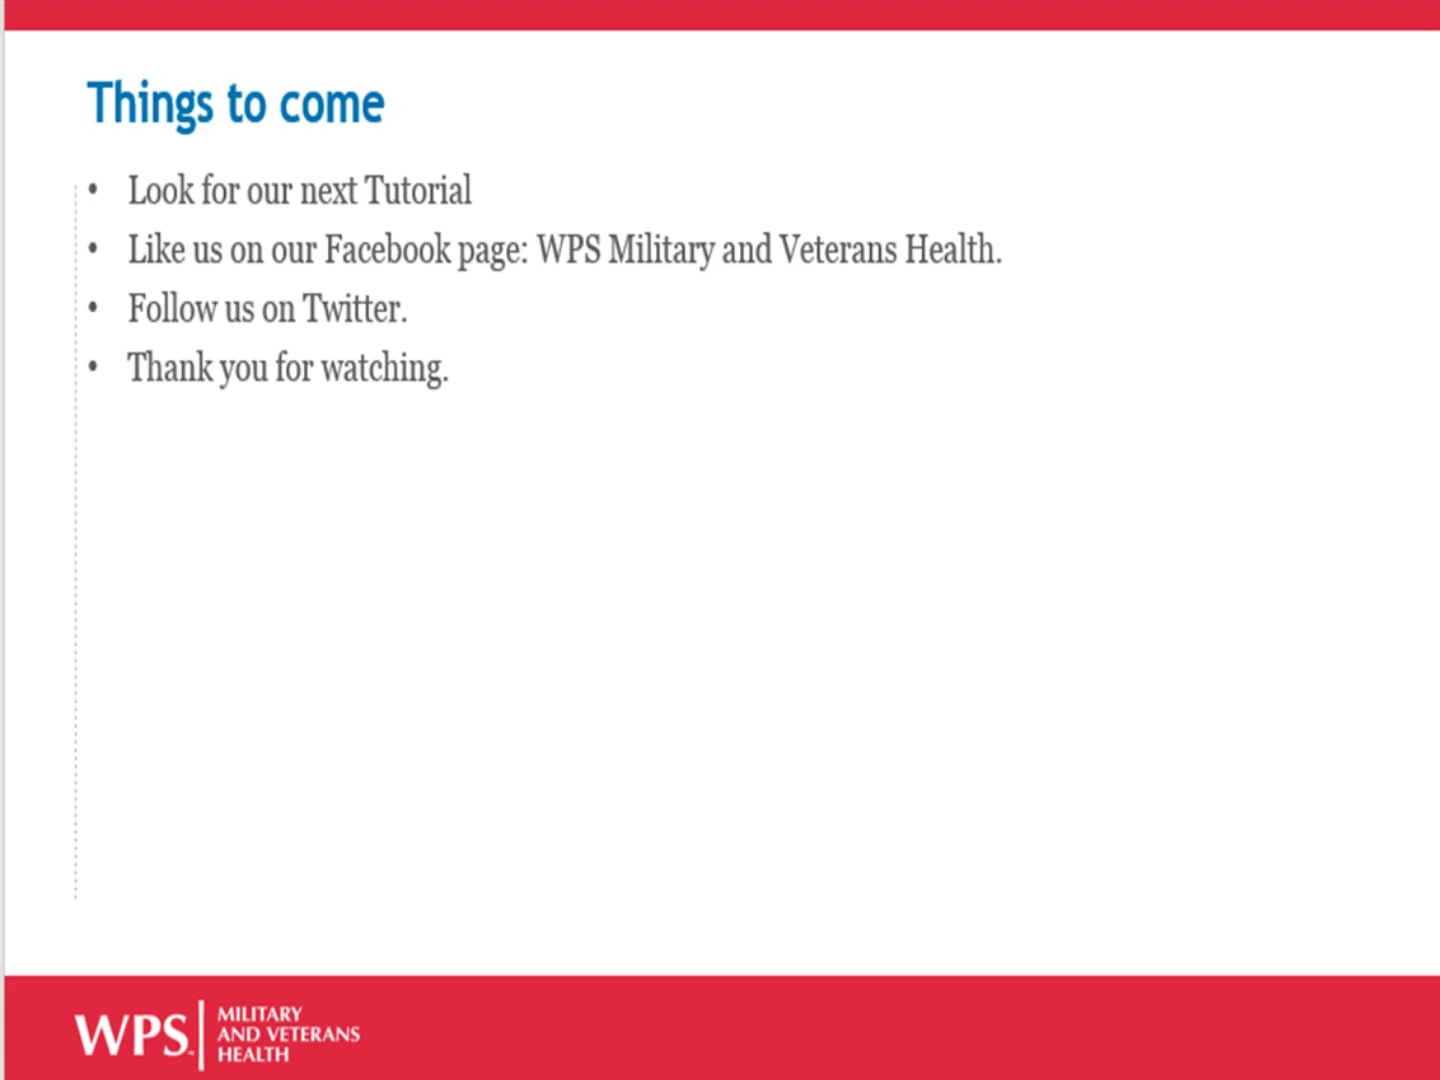 Things to come
• Look for our next Tutorial
• Like us on our Facebook page: WPS Military and Veterans Health.
• Follow us on Twitter.
• Thank you for watching.
WPS™
MILITARY
AND VETERANS
HEALTH